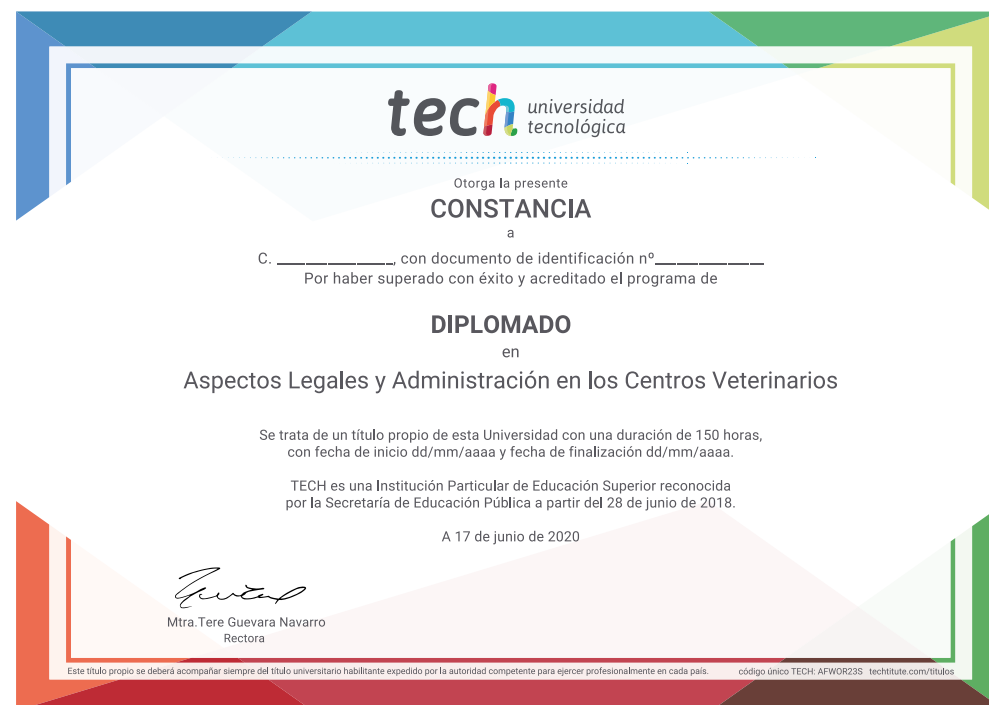 tech universidad
tecnológica
Otorga la presente
CONSTANCIA
a
C. ________________, con documento de identificación nº_______________
Por haber superado con éxito y acreditado el programa de
DIPLOMADO
en
Aspectos Legales y Administración en los Centros Veterinarios
Se trata de un título propio de esta Universidad con una duración de 150 horas,
con fecha de inicio dd/mm/aaaa y fecha de finalización dd/mm/aaaa.
TECH es una Institución Particular de Educación Superior reconocida
por la Secretaría de Educación Pública a partir del 28 de junio de 2018.
A 17 de junio de 2020
Mtra.Tere Guevara Navarro
Rectora
Este título propio se deberá acompañar siempre del título universitario habilitante expedido por la autoridad competente para ejercer profesionalmente en cada país. código único TECH: AFWOR23S techtitute.com/titulos